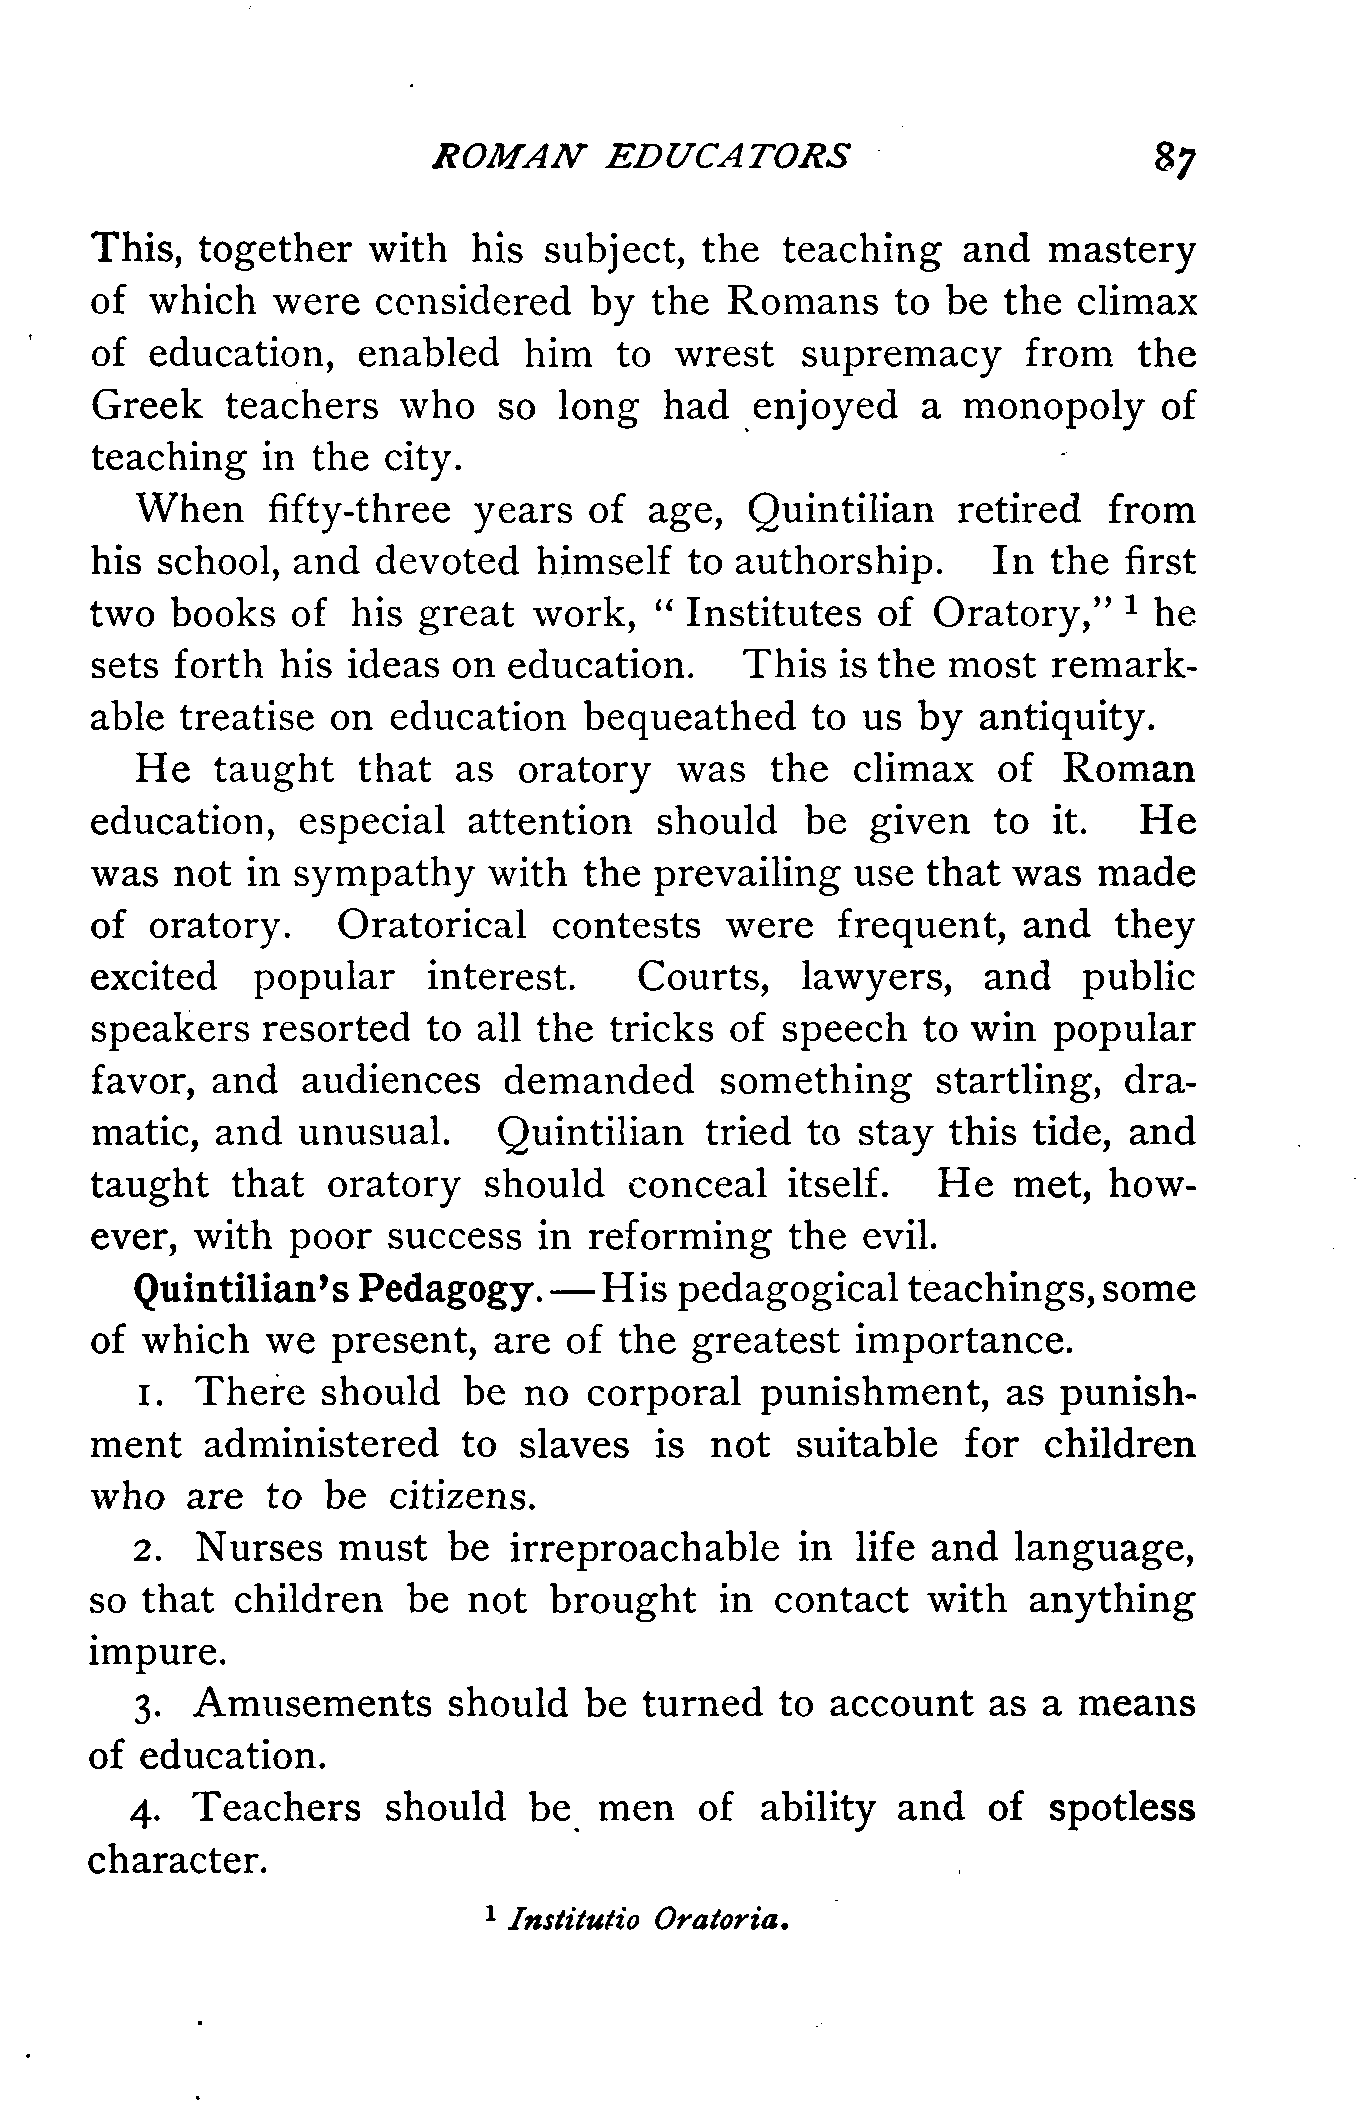 ROMAN EDUCATORS 87
This, together with his subject, the teaching and mastery
of which were considered by the Romans to be the climax
of education, enabled him to wrest supremacy from the
Greek teachers who so long had enjoyed a monopoly of
teaching in the city.
When fifty-three years of age, Quintilian retired from
his school, and devoted himself to authorship. In the first
two books of his great work, “ Institutes of Oratory,” ¹ he
sets forth his ideas on education. This is the most remark-
able treatise on education bequeathed to us by antiquity.
He taught that as oratory was the climax of Roman
education, especial attention should be given to it. He
was not in sympathy with the prevailing use that was made
of oratory. Oratorical contests were frequent, and they
excited popular interest. Courts, lawyers, and public
speakers resorted to all the tricks of speech to win popular
favor, and audiences demanded something startling, dra-
matic, and unusual. Quintilian tried to stay this tide, and
taught that oratory should conceal itself. He met, how-
ever, with poor success in reforming the evil.
Quintilian's Pedagogy. — His pedagogical teachings, some
of which we present, are of the greatest importance.
1. There should be no corporal punishment, as punish-
ment administered to slaves is not suitable for children
who are to be citizens.
2. Nurses must be irreproachable in life and language,
so that children be not brought in contact with anything
impure.
3. Amusements should be turned to account as a means
of education.
4. Teachers should be men of ability and of spotless
character.
¹ Institutio Oratoria.